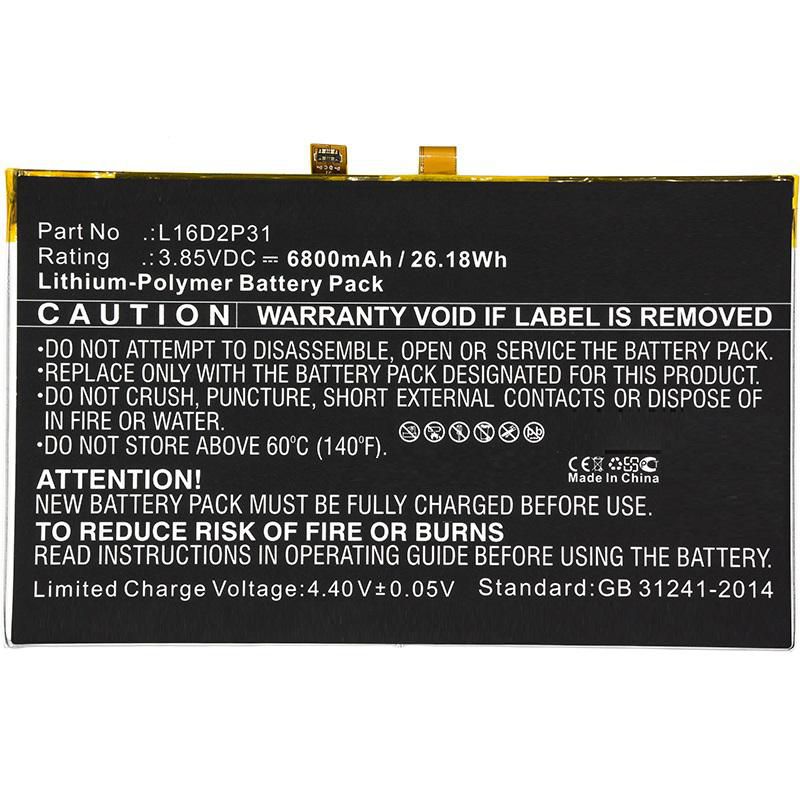 Part No .:L16D2P31
Rating .:3.85VDC ⎓ 6800mAh / 26.18Wh
Lithium-Polymer Battery Pack
CAUTION WARRANTY VOID IF LABEL IS REMOVED
•DO NOT ATTEMPT TO DISASSEMBLE, OPEN OR SERVICE THE BATTERY PACK.
•REPLACE ONLY WITH THE BATTERY PACK DESIGNATED FOR THIS PRODUCT.
•DO NOT CRUSH, PUNCTURE, SHORT EXTERNAL CONTACTS OR DISPOSE OF
IN FIRE OR WATER.
•DO NOT STORE ABOVE 60°C (140°F).
CE
Made In China
ATTENTION!
NEW BATTERY PACK MUST BE FULLY CHARGED BEFORE USE.
TO REDUCE RISK OF FIRE OR BURNS
READ INSTRUCTIONS IN OPERATING GUIDE BEFORE USING THE BATTERY.
Limited Charge Voltage:4.40V±0.05V Standard:GB 31241-2014